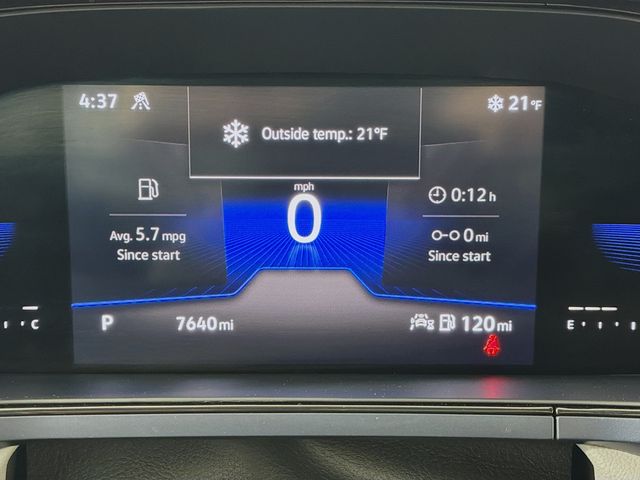 4:37
21°F
Outside temp.: 21°F
mph
0
Avg. 5.7 mpg
Since start
0:12 h
0 mi
Since start
C
P
7640 mi
120 mi
E